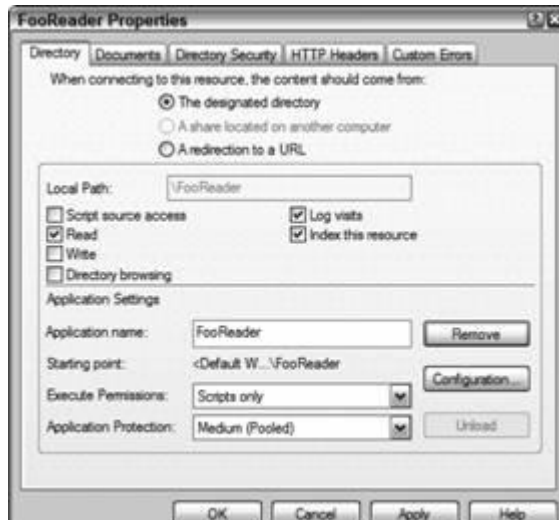 FooReader Properties
Directory Documents Directory Security HTTP Headers Custom Errors
When connecting to this resource, the content should come from:
The designated directory
A share located on another computer
A redirection to a URL
Local Path: \FooReader
Script source access Log visits
Read Index this resource
Write
Directory browsing
Application Settings
Application name: FooReader Remove
Starting point: <Default W...\FooReader
Configuration...
Execute Permissions: Scripts only
Application Protection: Medium (Pooled) Unload
OK Cancel Apply Help